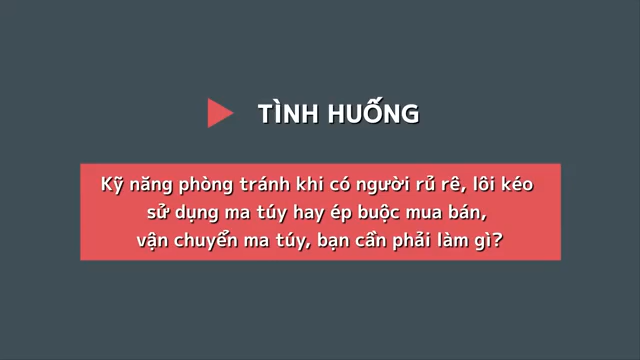 TÌNH HUỐNG
Kỹ năng phòng tránh khi có người rủ rê, lôi kéo
sử dụng ma túy hay ép buộc mua bán,
vận chuyển ma túy, bạn cần phải làm gì?